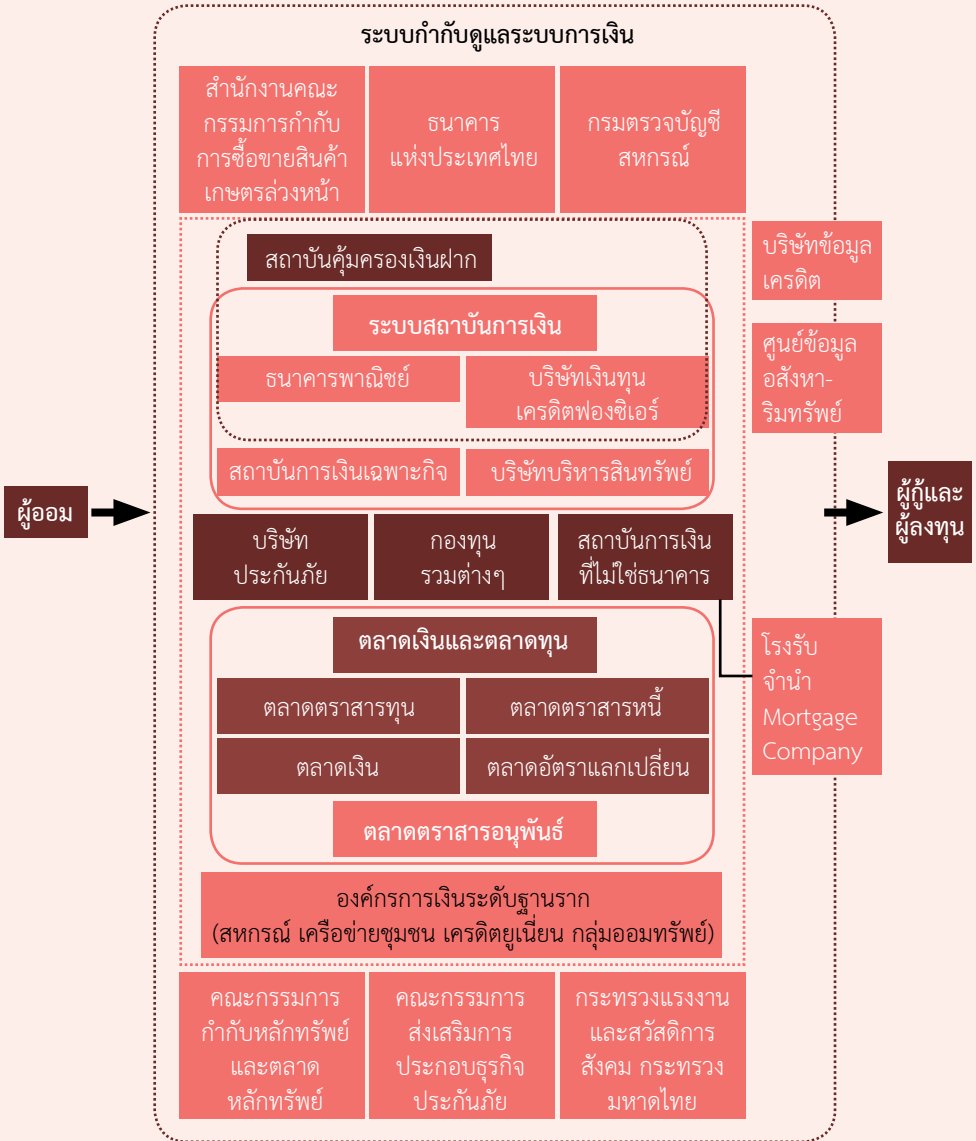 ระบบกำกับดูแลระบบการเงิน
สำนักงานคณะ
กรรมการกำกับ
การซื้อขายสินค้า
เกษตรล่วงหน้า
ธนาคาร
แห่งประเทศไทย
กรมตรวจบัญชี
สหกรณ์
สถาบันคุ้มครองเงินฝาก
บริษัทข้อมูล
เครดิต
ระบบสถาบันการเงิน
ธนาคารพาณิชย์
บริษัทเงินทุน
เครดิตฟองซิเอร์
ศูนย์ข้อมูล
อสังหา-
ริมทรัพย์
สถาบันการเงินเฉพาะกิจ
บริษัทบริหารสินทรัพย์
ผู้ออม
ผู้กู้และ
ผู้ลงทุน
บริษัท
ประกันภัย
กองทุน
รวมต่างๆ
สถาบันการเงิน
ที่ไม่ใช่ธนาคาร
ตลาดเงินและตลาดทุน
โรงรับ
จำนำ
Mortgage
Company
ตลาดตราสารทุน
ตลาดตราสารหนี้
ตลาดเงิน
ตลาดอัตราแลกเปลี่ยน
ตลาดตราสารอนุพันธ์
องค์กรการเงินระดับฐานราก
(สหกรณ์ เครือข่ายชุมชน เครดิตยูเนี่ยน กลุ่มออมทรัพย์)
คณะกรรมการ
กำกับหลักทรัพย์
และตลาด
หลักทรัพย์
คณะกรรมการ
ส่งเสริมการ
ประกอบธุรกิจ
ประกันภัย
กระทรวงแรงงาน
และสวัสดิการ
สังคม กระทรวง
มหาดไทย